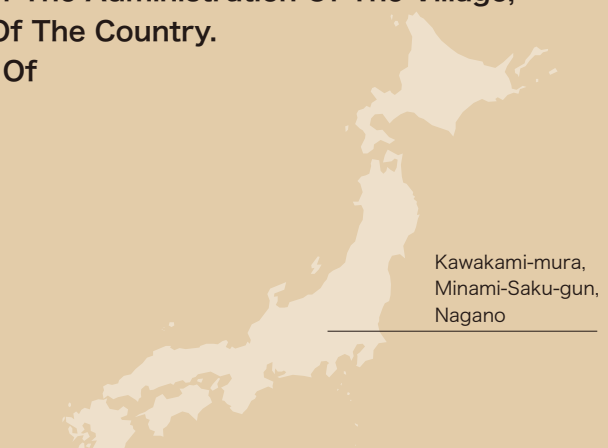 The Administration Of The Village,
Of The Country.
Of
Kawakami-mura,
Minami-Saku-gun,
Nagano